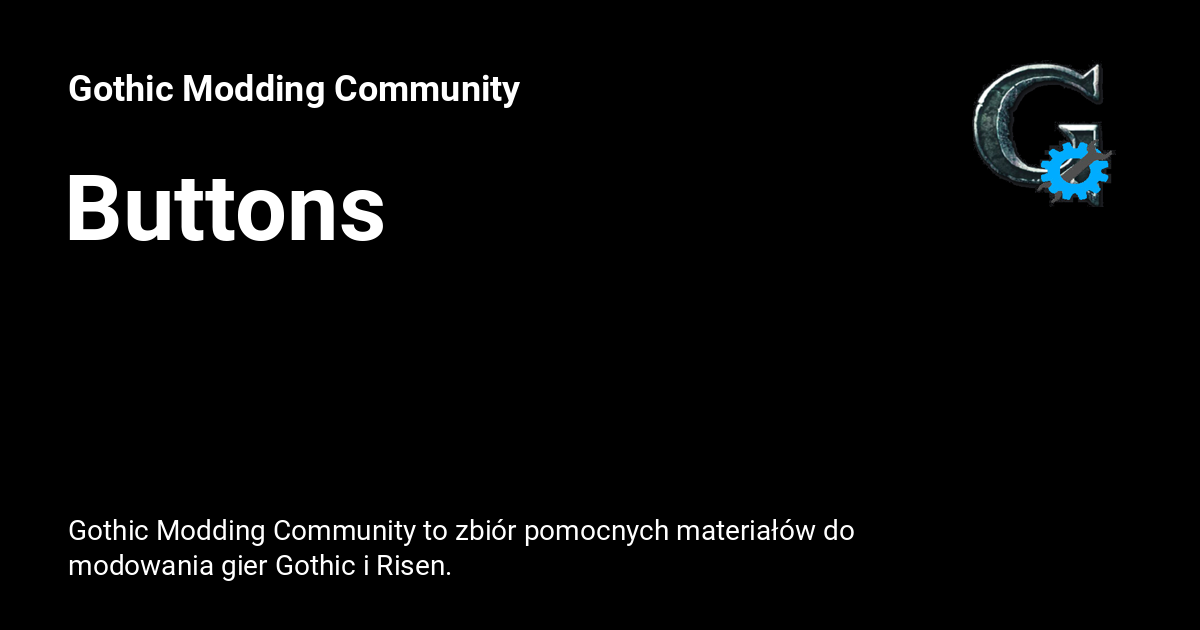 Gothic Modding Community
Buttons
Gothic Modding Community to zbiór pomocnych materiałów do
modowania gier Gothic i Risen.